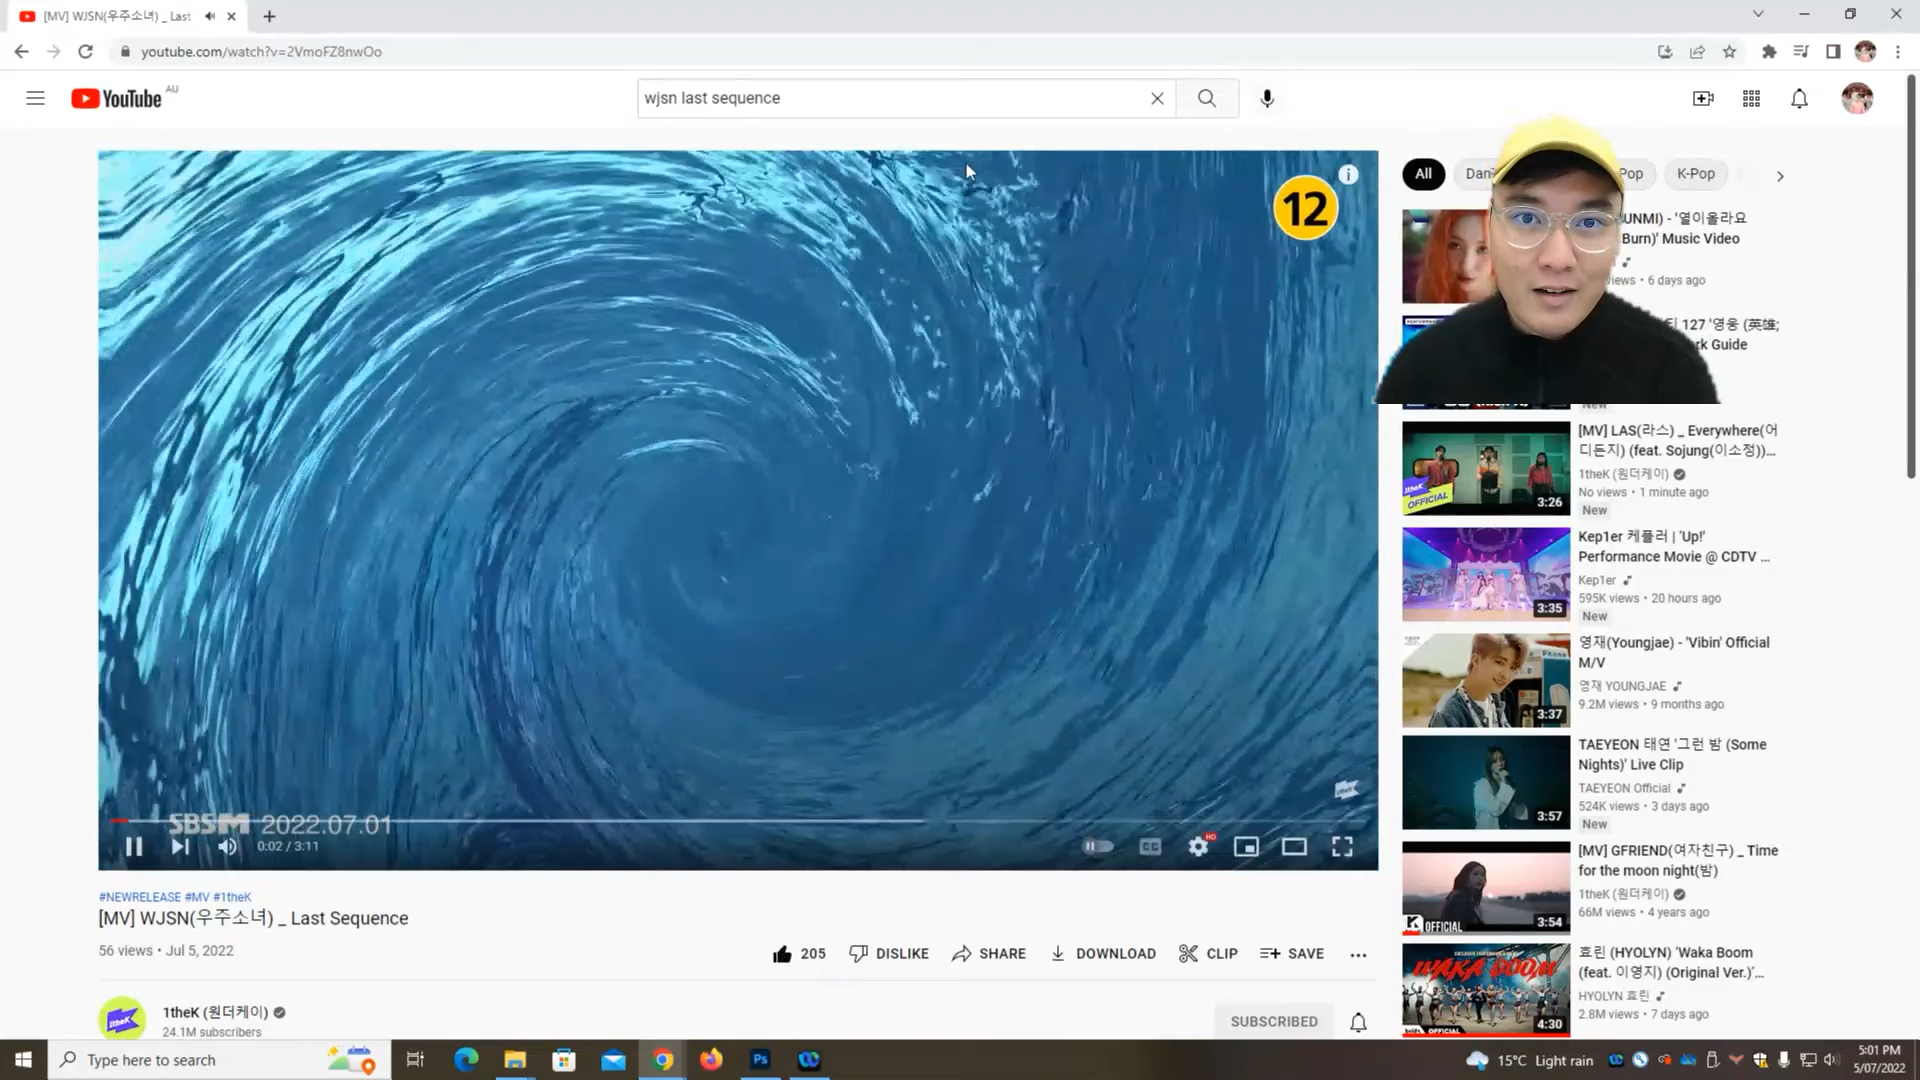 [MV] WJSN(우주소녀) _ Last
youtube.com/watch?v=2VmoFZ8nwOo
YouTube AU
wjsn last sequence
12
SBS M 2022.07.01
0:02 / 3:11
#NEWRELEASE #MV #1theK
[MV] WJSN(우주소녀) _ Last Sequence
56 views • Jul 5, 2022
205 DISLIKE SHARE DOWNLOAD CLIP SAVE
1theK (원더케이)
24.1M subscribers
SUBSCRIBED
All
Pop
K-Pop
'열이올라요
Burn)' Music Video
6 days ago
127 '영웅 (英雄;
Guide
New
[MV] LAS(라스) _ Everywhere(어
디든지) (feat. Sojung(이소정))...
1theK (원더케이)
No views • 1 minute ago
New
1theK
OFFICIAL
3:26
Kep1er 케플러 | 'Up!'
Performance Movie @ CDTV ...
Kep1er
595K views • 20 hours ago
New
3:35
영재(Youngjae) - 'Vibin' Official
M/V
영재 YOUNGJAE
9.2M views • 9 months ago
Phone
3:37
TAEYEON 태연 '그런 밤 (Some
Nights)' Live Clip
TAEYEON Official
524K views • 3 days ago
New
3:57
[MV] GFRIEND(여자친구) _ Time
for the moon night(밤)
1theK (원더케이)
66M views • 4 years ago
K OFFICIAL
3:54
효린 (HYOLYN) 'Waka Boom
(feat. 이영지) (Original Ver.)'...
HYOLYN 효린
2.8M views • 7 days ago
WAKA BOOM
OFFICIAL
4:30
Type here to search
Ps
15°C Light rain
5:01 PM
5/07/2022